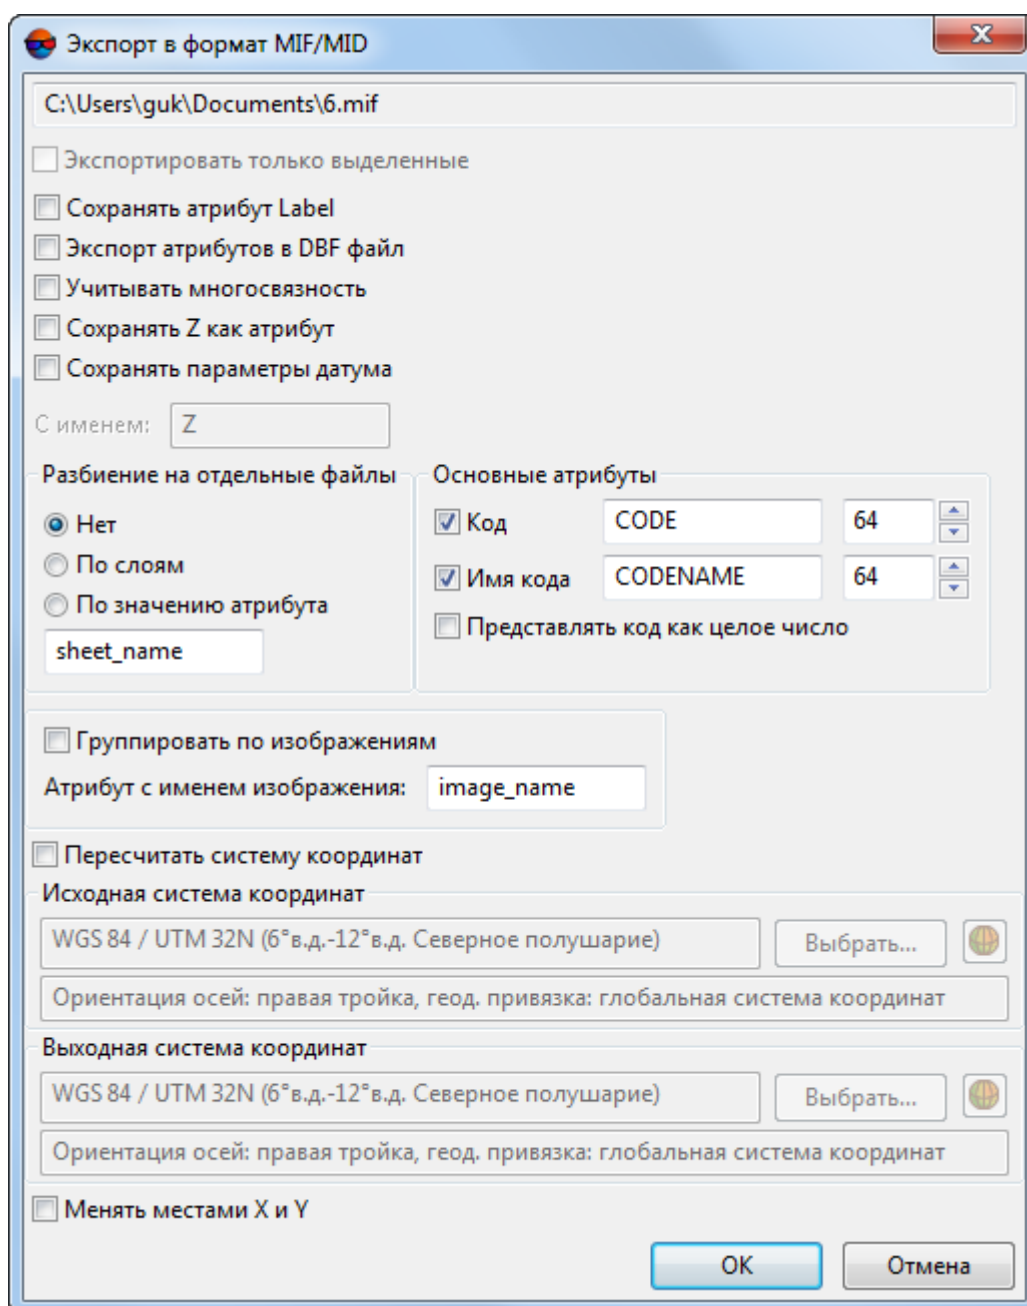 Экспорт в формат MIF/MID
C:\Users\guk\Documents\6.mif
Экспортировать только выделенные
Сохранять атрибут Label
Экспорт атрибутов в DBF файл
Учитывать многосвязность
Сохранять Z как атрибут
Сохранять параметры датума
С именем: Z
Разбиение на отдельные файлы
Нет
По слоям
По значению атрибута
sheet_name
Основные атрибуты
Код CODE 64
Имя кода CODENAME 64
Представлять код как целое число
Группировать по изображениям
Атрибут с именем изображения: image_name
Пересчитать систему координат
Исходная система координат
WGS 84 / UTM 32N (6°в.д.-12°в.д. Северное полушарие) Выбрать...
Ориентация осей: правая тройка, геод. привязка: глобальная система координат
Выходная система координат
WGS 84 / UTM 32N (6°в.д.-12°в.д. Северное полушарие) Выбрать...
Ориентация осей: правая тройка, геод. привязка: глобальная система координат
Менять местами X и Y
OK Отмена